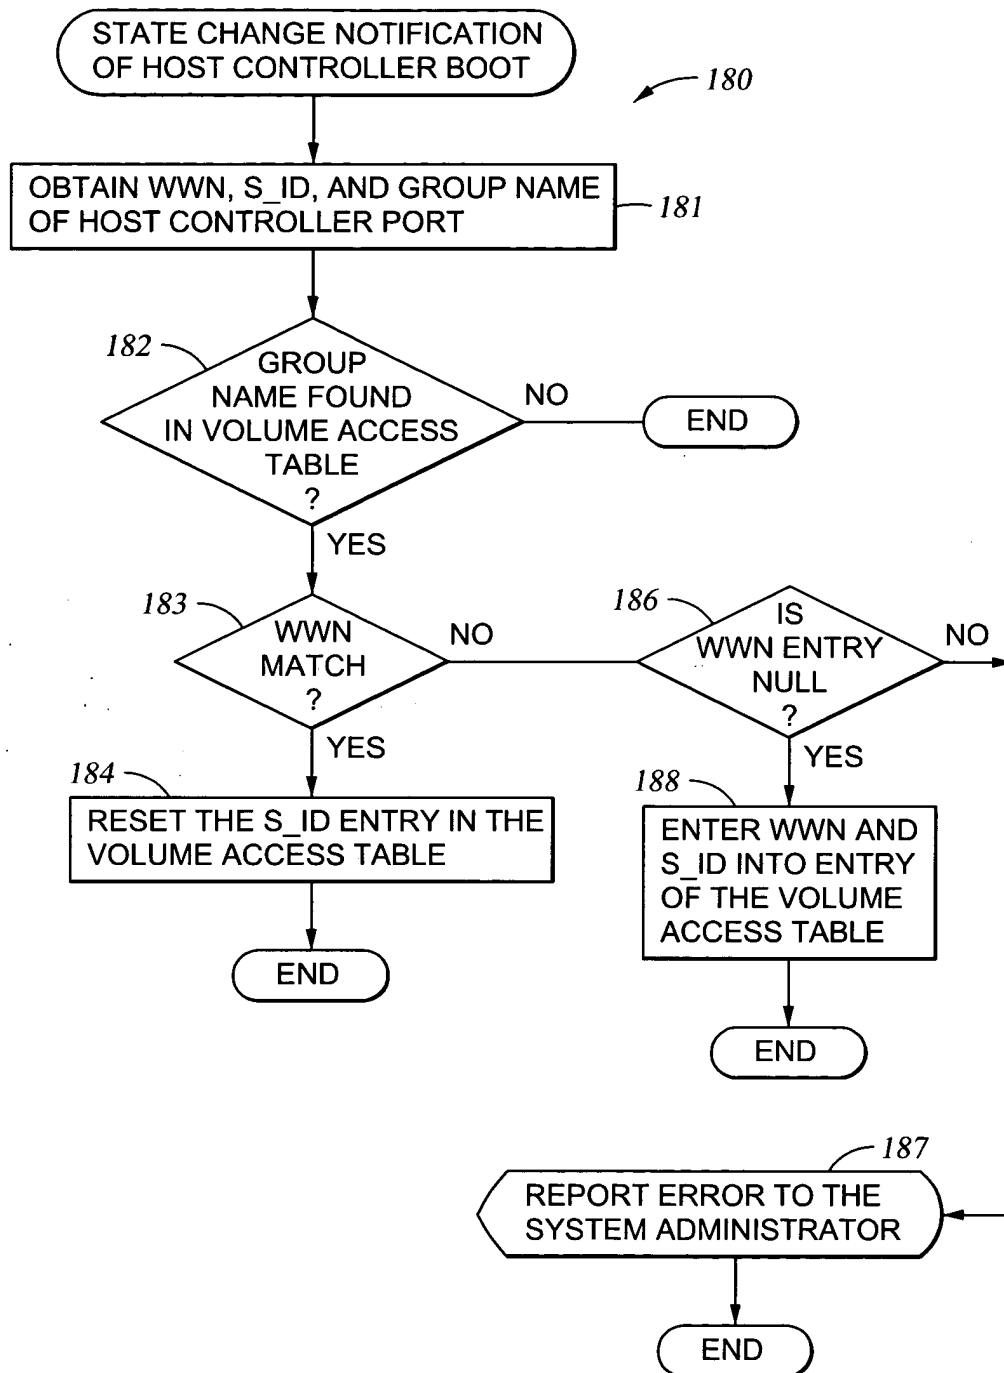 STATE CHANGE NOTIFICATION
OF HOST CONTROLLER BOOT
180
OBTAIN WWN, S_ID, AND GROUP NAME
OF HOST CONTROLLER PORT
181
182
GROUP
NAME FOUND
IN VOLUME ACCESS
TABLE
?
NO
END
YES
183
WWN
MATCH
?
NO
186
IS
WWN ENTRY
NULL
?
NO
YES
YES
184
RESET THE S_ID ENTRY IN THE
VOLUME ACCESS TABLE
END
188
ENTER WWN AND
S_ID INTO ENTRY
OF THE VOLUME
ACCESS TABLE
END
187
REPORT ERROR TO THE
SYSTEM ADMINISTRATOR
END